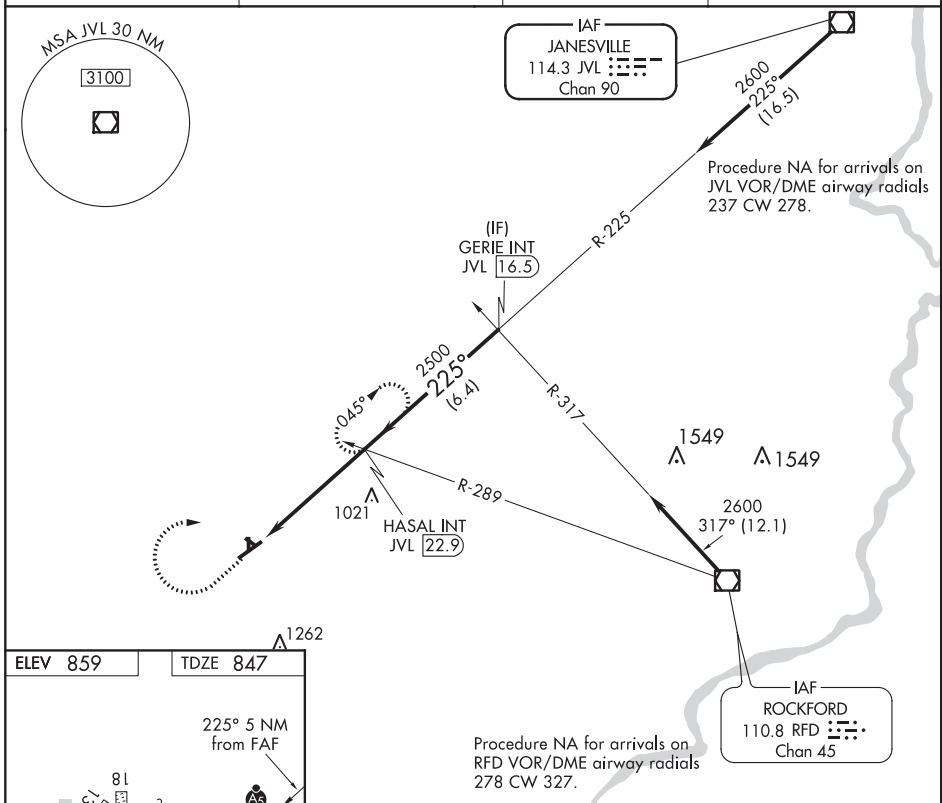 MSA JVL 30 NM
3100
IAF
JANESVILLE
114.3 JVL
Chan 90
2600
225°
(16.5)
Procedure NA for arrivals on
JVL VOR/DME airway radials
237 CW 278.
R-225
(IF)
GERIE INT
JVL 16.5
2500
225°
(6.4)
045°
R-317
1549
1549
R-289
1021
HASAL INT
JVL 22.9
2600
317° (12.1)
1262
IAF
ROCKFORD
110.8 RFD
Chan 45
Procedure NA for arrivals on
RFD VOR/DME airway radials
278 CW 327.
ELEV 859
TDZE 847
225° 5 NM
from FAF
18
A5